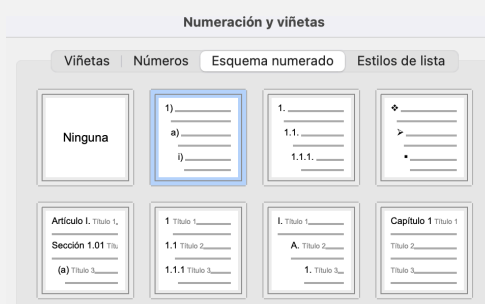 Numeración y viñetas
Viñetas Números Esquema numerado Estilos de lista
Ninguna
1)
a)
i)
1.
1.1.
1.1.1.
Artículo I. Título 1
Sección 1.01 Títu
(a) Título 3
1 Título 1
1.1 Título 2
1.1.1 Título 3
I. Título 1
A. Título 2
1. Título 3
Capítulo 1 Título 1
Título 2
Título 3